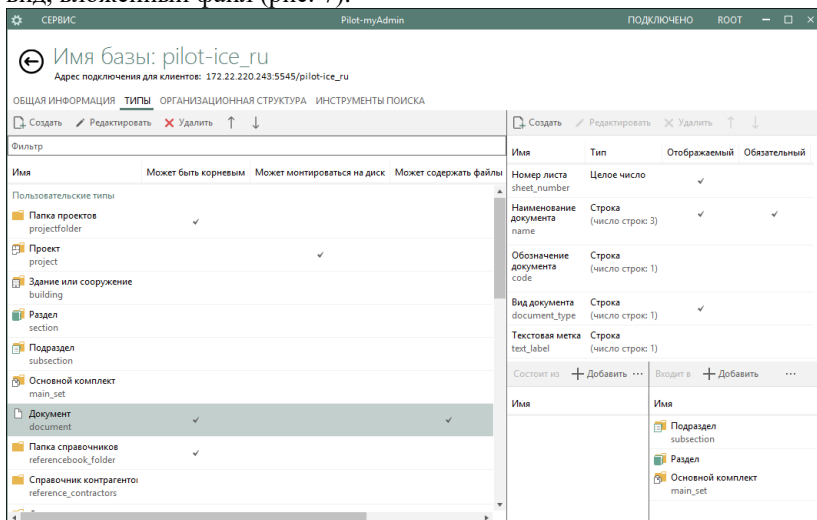 вид, вложенный файл (рис. 7).
СЕРВИС Pilot-myAdmin ПОДКЛЮЧЕНО ROOT
Имя базы: pilot-ice_ru
Адрес подключения для клиентов: 172.22.220.243:5545/pilot-ice_ru
ОБЩАЯ ИНФОРМАЦИЯ ТИПЫ ОРГАНИЗАЦИОННАЯ СТРУКТУРА ИНСТРУМЕНТЫ ПОИСКА
Создать Редактировать Удалить
Фильтр
Имя Может быть корневым Может монтироваться на диск Может содержать файлы
Пользовательские типы
Папка проектов
projectfolder
Проект
project
Здание или сооружение
building
Раздел
section
Подраздел
subsection
Основной комплект
main_set
Документ
document
Папка справочников
referencebook_folder
Справочник контрагентов
reference_contractors
Создать Редактировать Удалить
Имя Тип Отображаемый Обязательный
Номер листа Целое число
sheet_number
Наименование Строка
документа (число строк: 3)
name
Обозначение Строка
документа (число строк: 1)
code
Вид документа Строка
document_type (число строк: 1)
Текстовая метка Строка
text_label (число строк: 1)
Состоит из Добавить ... Входит в Добавить ...
Имя Имя
Подраздел
subsection
Раздел
Основной комплект
main_set